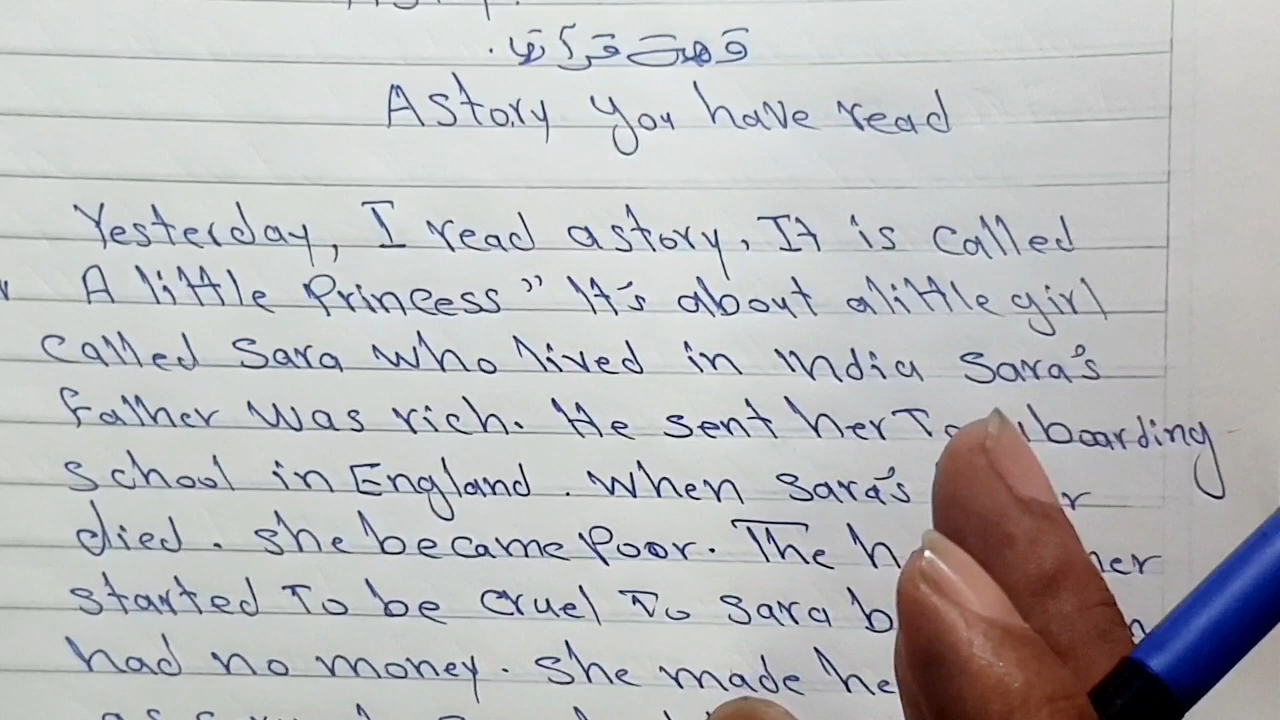 قصة قرأتها.
A story you have read
Yesterday, I read a story. It is called
A little Princess" It's about a little girl
called Sara who lived in India Sara's
father was rich. He sent her To boarding
School in England. When Sara's
died. she became Poor. The
started To be cruel To Sara
had no money. She made